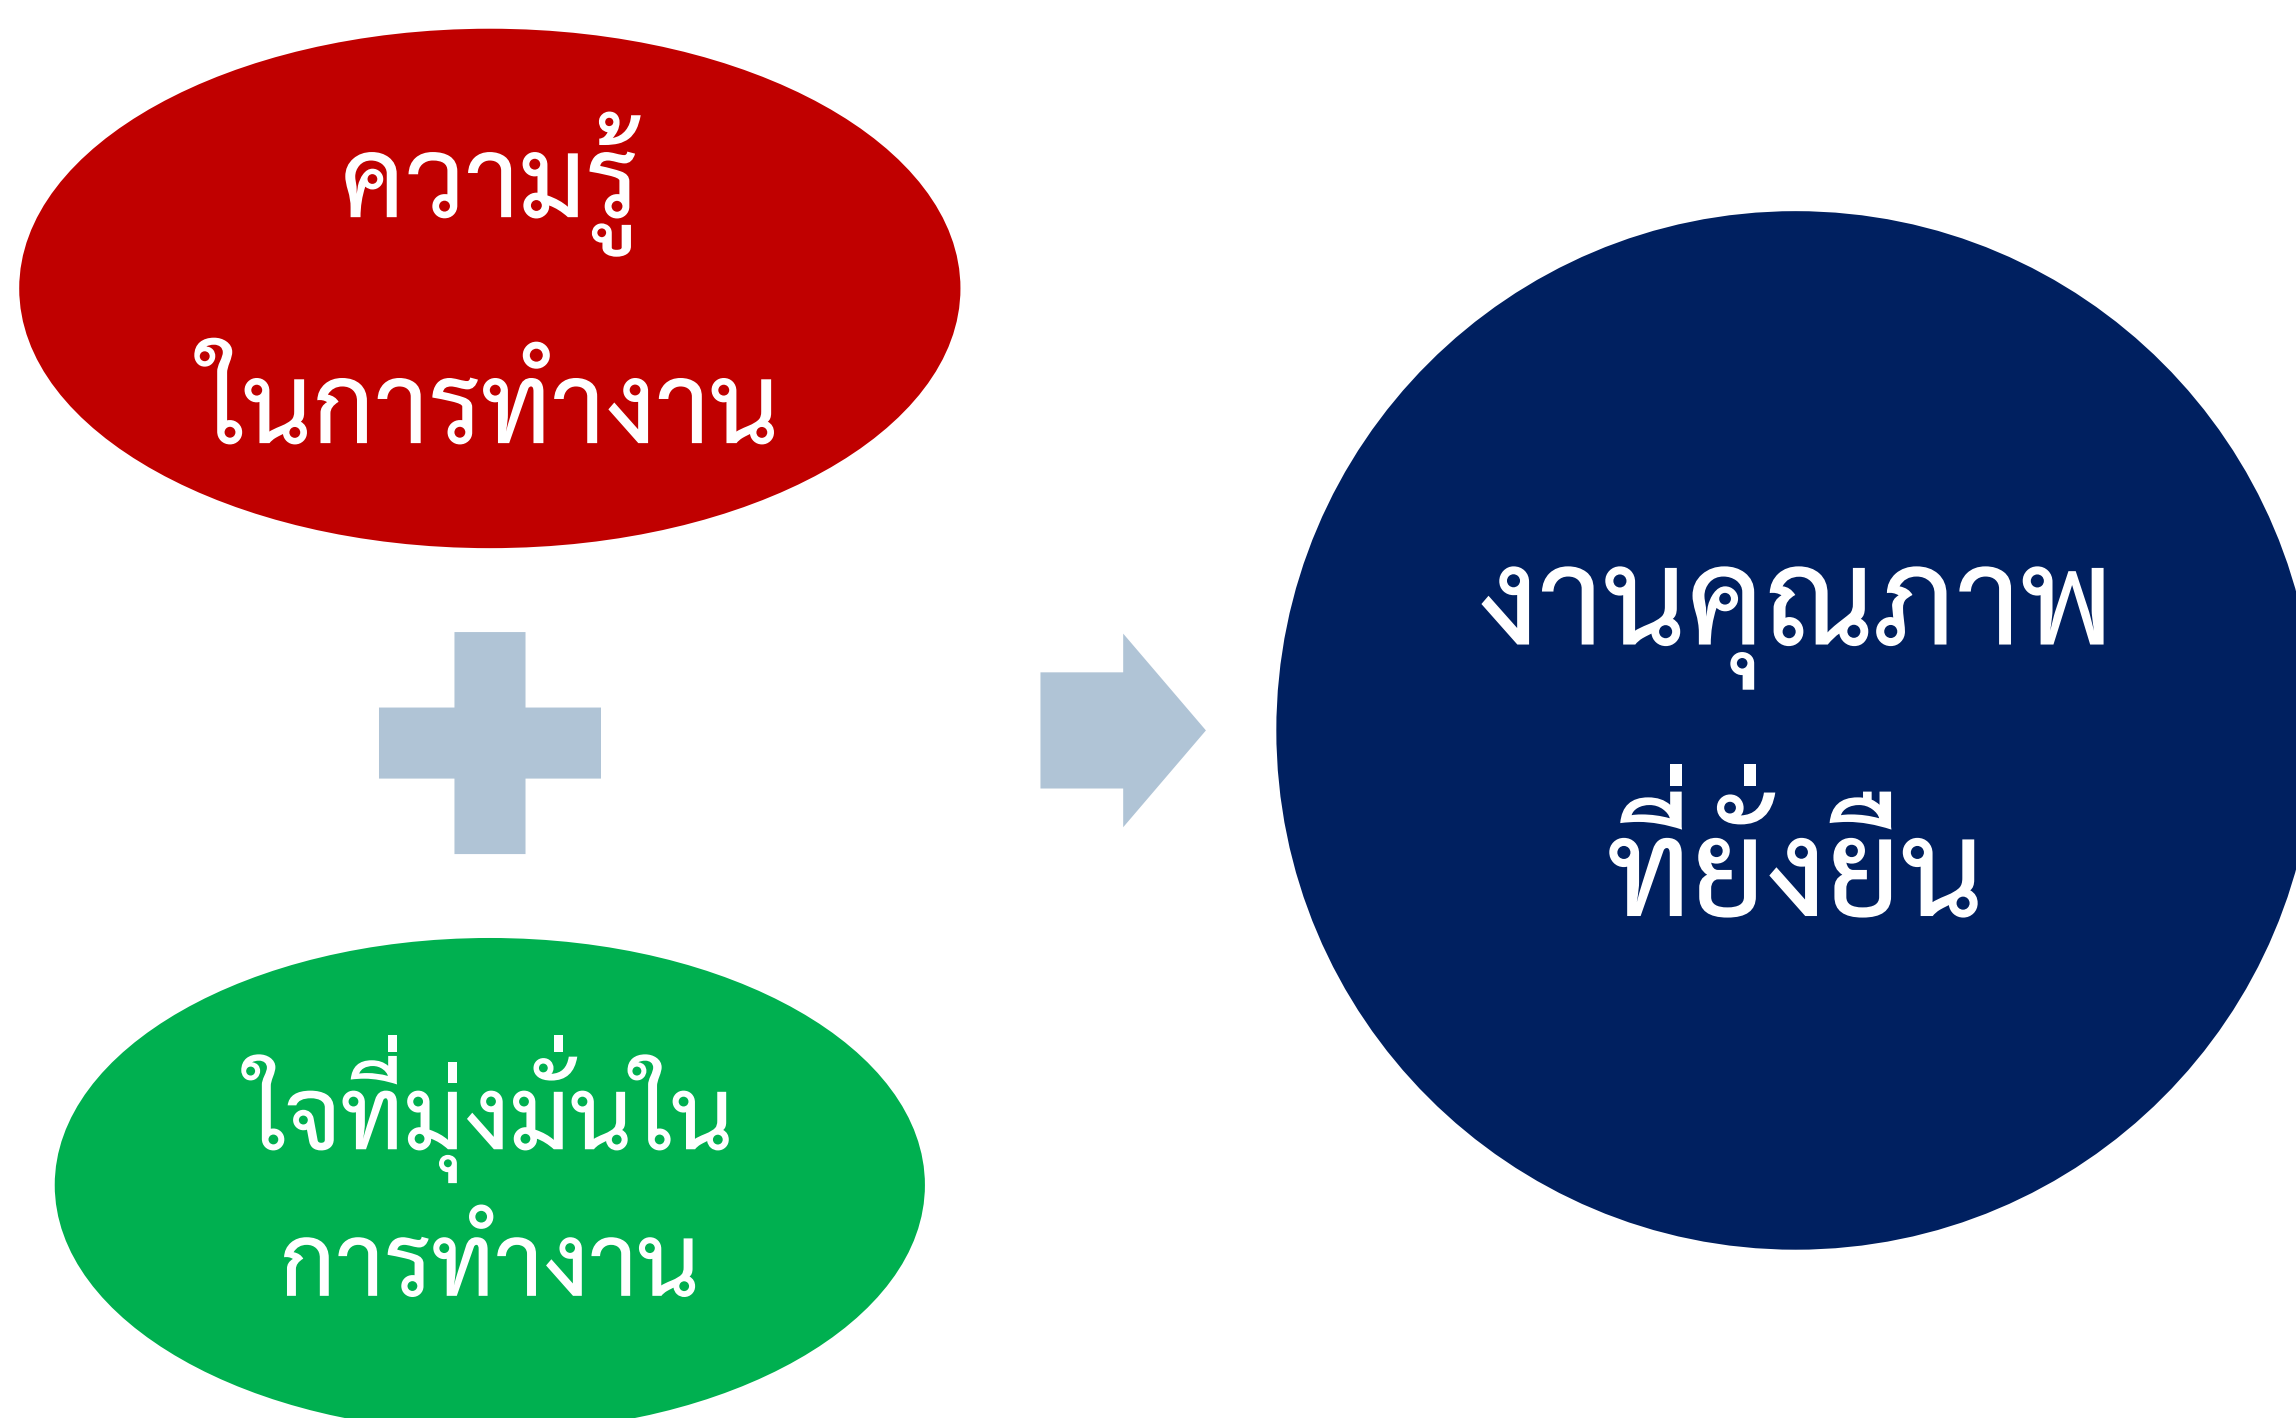 ความรู้
ในการทำงาน
ใจที่มุ่งมั่นใน
การทำงาน
งานคุณภาพ
ที่ยั่งยืน